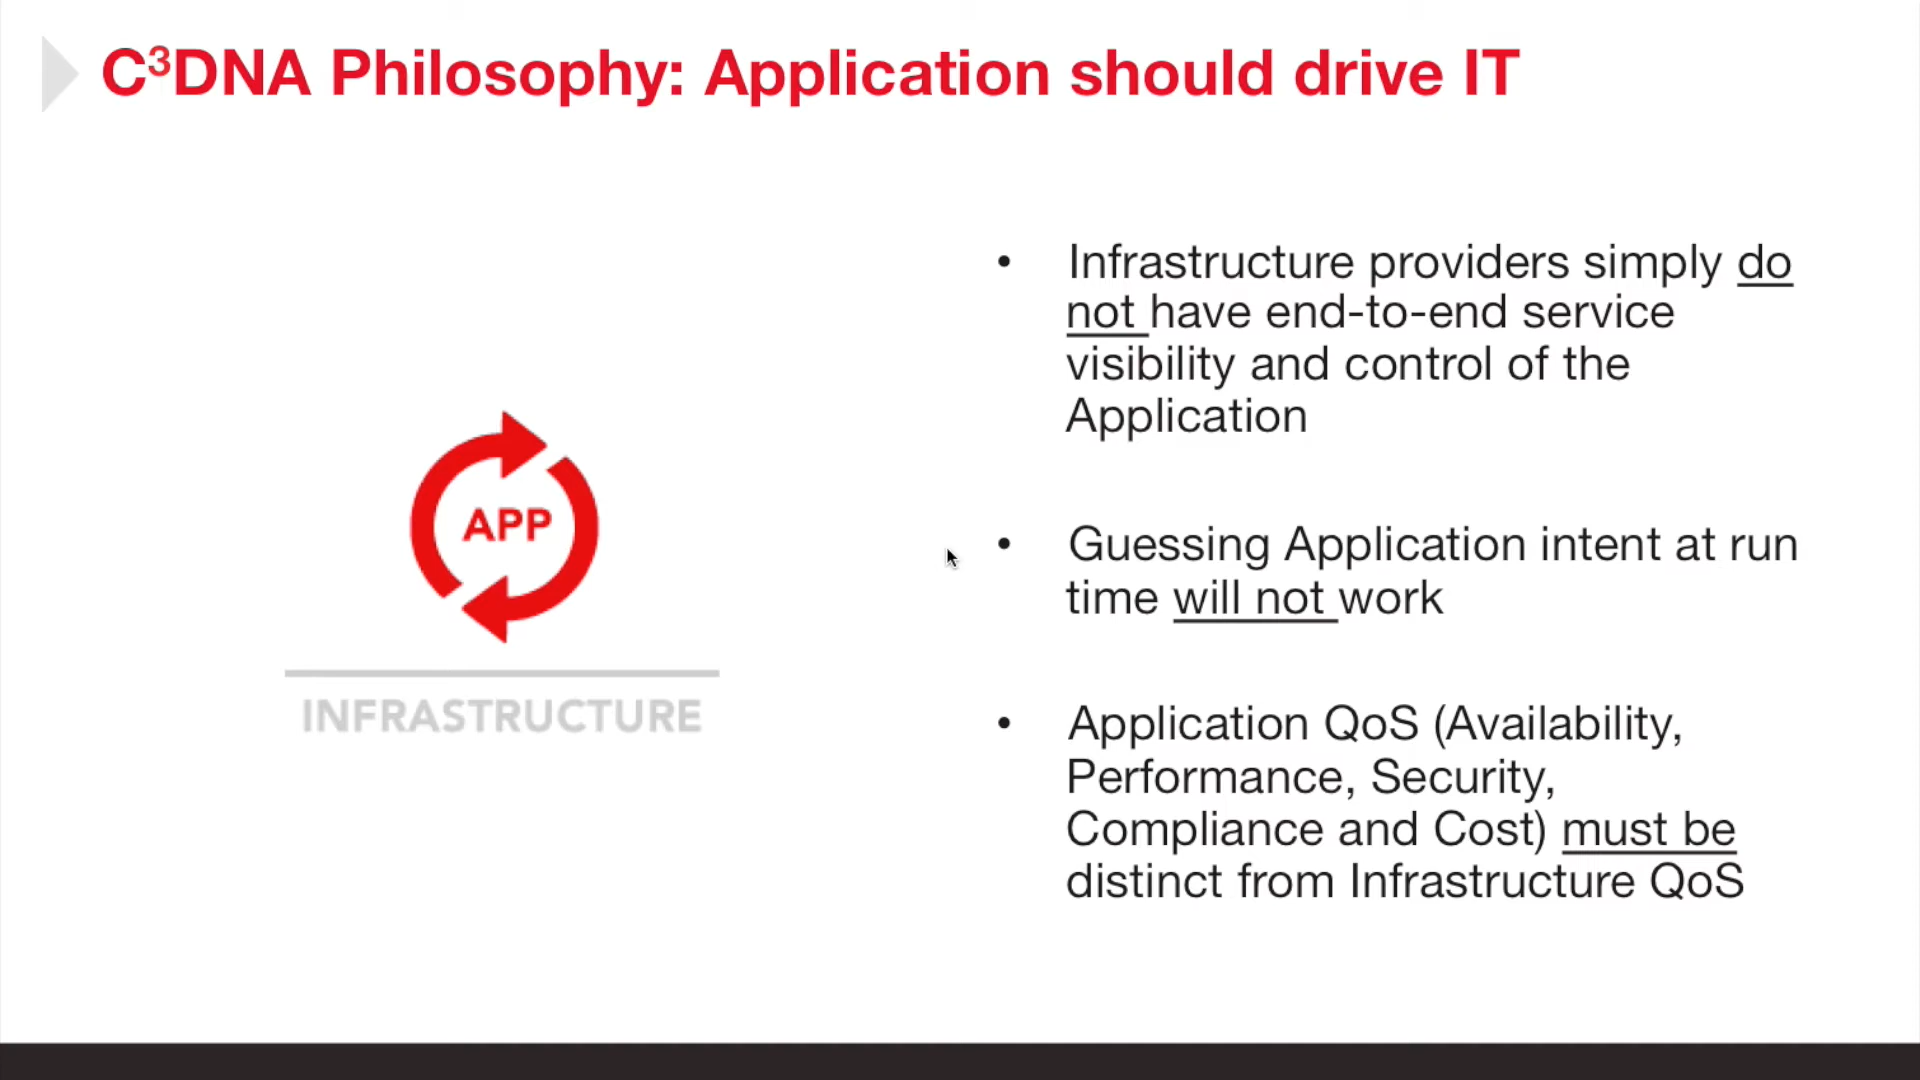 C³DNA Philosophy: Application should drive IT
APP
INFRASTRUCTURE
• Infrastructure providers simply do
not have end-to-end service
visibility and control of the
Application
• Guessing Application intent at run
time will not work
• Application QoS (Availability,
Performance, Security,
Compliance and Cost) must be
distinct from Infrastructure QoS